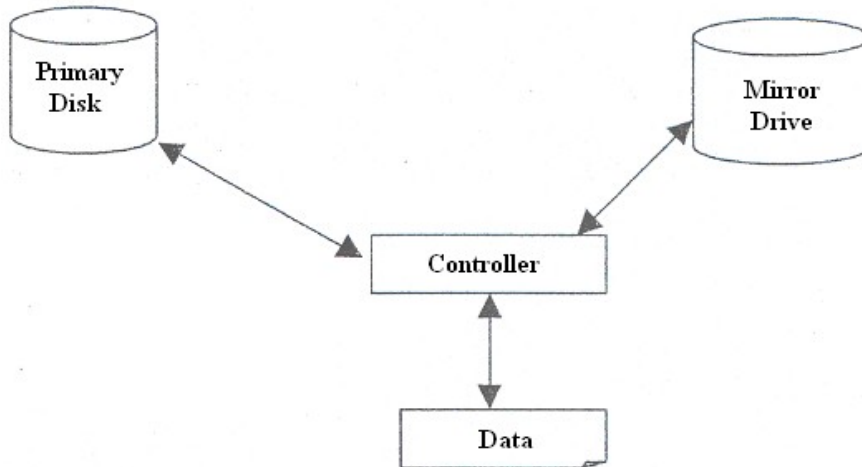 Primary
Disk
Mirror
Drive
Controller
Data